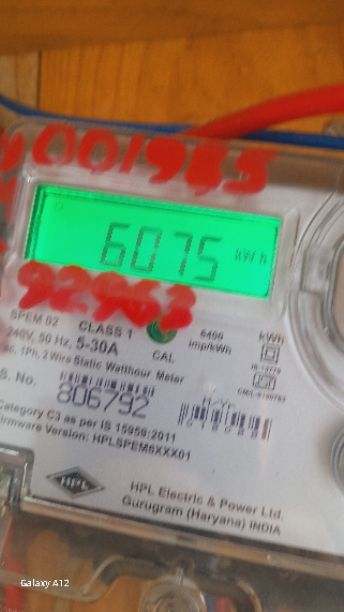 001985
6075 kWh
92963
SPEM 02 CLASS 1 6400 kWh
240V, 50 Hz, 5-30A CAL imp/kWh
ac, 1Ph, 2 Wire Static Watthour Meter
S. No.
806792
Category C3 as per IS 15959:2011
Firmware Version: HPLSPEM6XXX01
HPL
HPL Electric & Power Ltd.
Gurugram (Haryana) INDIA
Galaxy A12